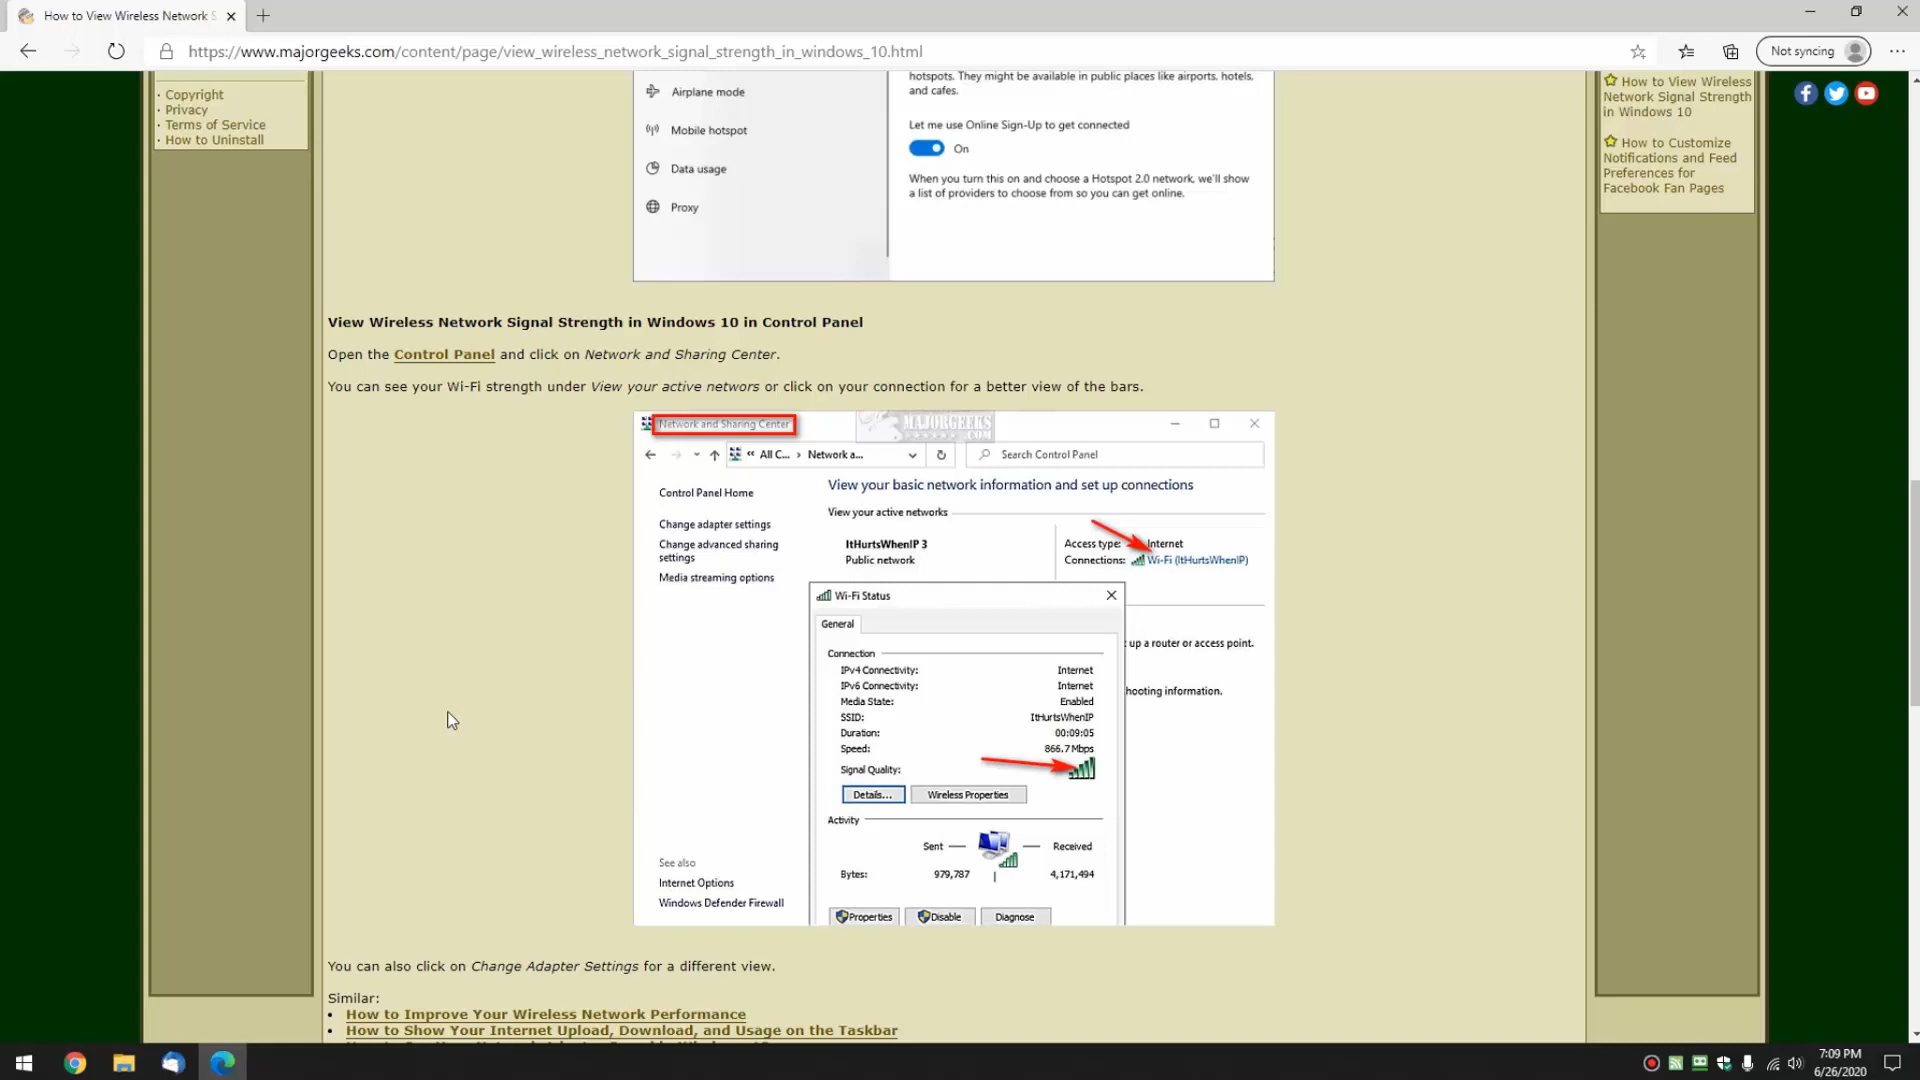 How to View Wireless Network S
Not syncing
https://www.majorgeeks.com/content/page/view_wireless_network_signal_strength_in_windows_10.html
· Copyright
· Privacy
· Terms of Service
· How to Uninstall
Airplane mode
Mobile hotspot
Data usage
Proxy
hotspots. They might be available in public places like airports, hotels,
and cafes.
Let me use Online Sign-Up to get connected
On
When you turn this on and choose a Hotspot 2.0 network, we'll show
a list of providers to choose from so you can get online.
How to View Wireless
Network Signal Strength
in Windows 10
How to Customize
Notifications and Feed
Preferences for
Facebook Fan Pages
View Wireless Network Signal Strength in Windows 10 in Control Panel
Open the Control Panel and click on Network and Sharing Center.
You can see your Wi-Fi strength under View your active networs or click on your connection for a better view of the bars.
Network and Sharing Center
MAJORGEEKS
.COM
« All C... › Network a...
Search Control Panel
Control Panel Home
Change adapter settings
Change advanced sharing
settings
Media streaming options
See also
Internet Options
Windows Defender Firewall
View your basic network information and set up connections
View your active networks
ItHurtsWhenIP 3
Public network
Access type: Internet
Connections: Wi-Fi (ItHurtsWhenIP)
up a router or access point.
hooting information.
Wi-Fi Status
General
Connection
IPv4 Connectivity: Internet
IPv6 Connectivity: Internet
Media State: Enabled
SSID: ItHurtsWhenIP
Duration: 00:09:05
Speed: 866.7 Mbps
Signal Quality:
Details... Wireless Properties
Activity
Sent — — Received
Bytes: 979,787 | 4,171,494
Properties Disable Diagnose
You can also click on Change Adapter Settings for a different view.
Similar:
• How to Improve Your Wireless Network Performance
• How to Show Your Internet Upload, Download, and Usage on the Taskbar
7:09 PM
6/26/2020